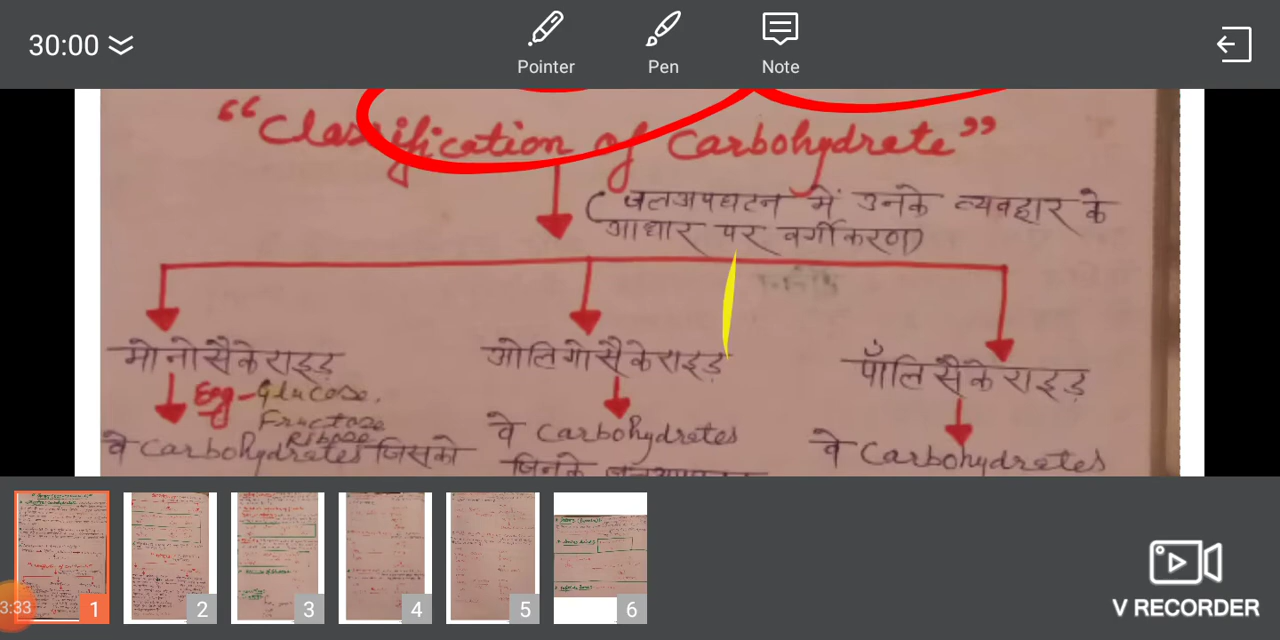 30:00
Pointer
Pen
Note
“Classification of Carbohydrate”
(जलअपघटन में उनके व्यवहार के
आधार पर वर्गीकरण)
मोनोसैकेराइड
ओलिगोसैकेराइड
पॉलिसैकेराइड
Eg-Glucose,
Fructose
Ribose
वे Carbohydrates जिसको
वे Carbohydrates
जिनके
वे Carbohydrates
3:33
1
2
3
4
5
6
V RECORDER